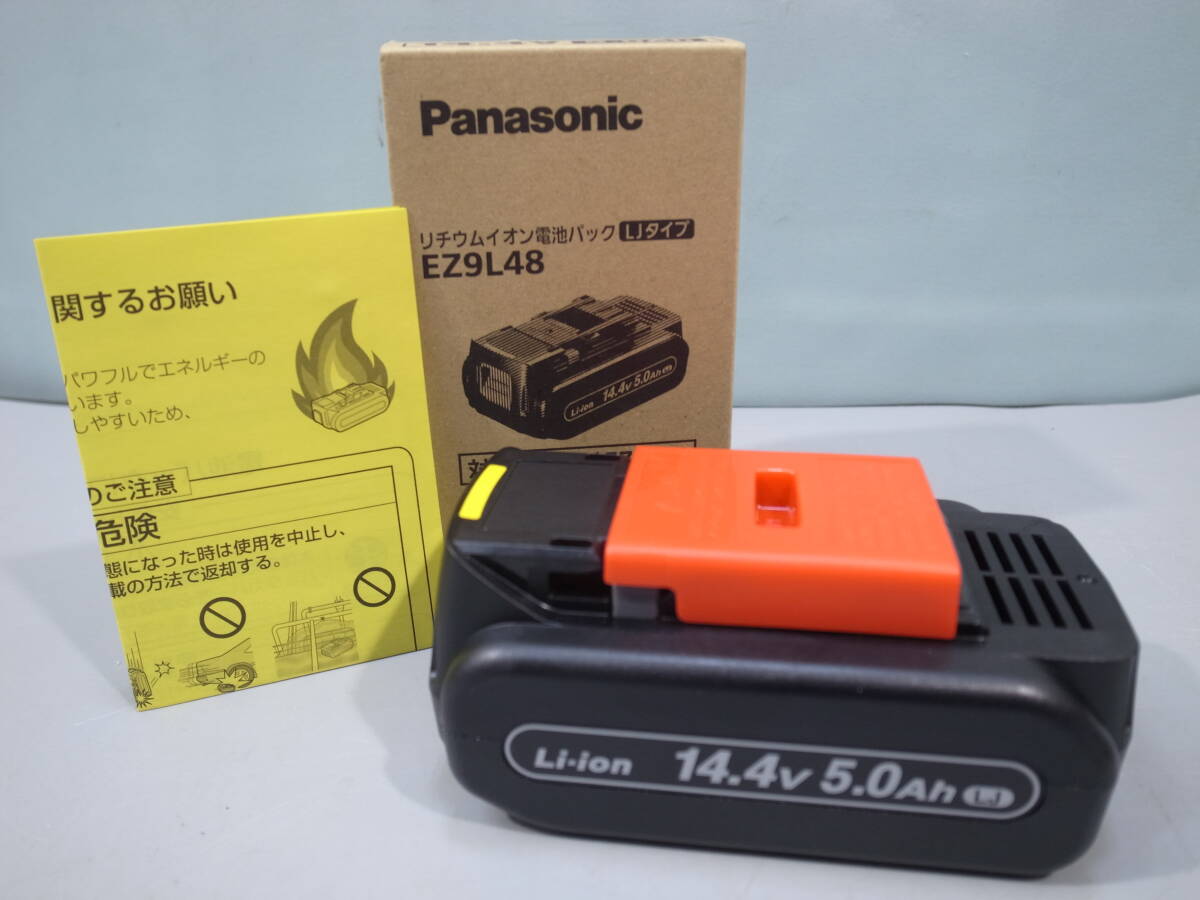 Panasonic
リチウムイオン電池パック LJタイプ
EZ9L48
Li-ion 14.4V 5.0Ah LJ
関するお願い
パワフルでエネルギーの
います。
しやすいため、
のご注意
危険
態になった時は使用を中止し、
載の方法で返却する。
Li-ion 14.4V 5.0Ah LJ